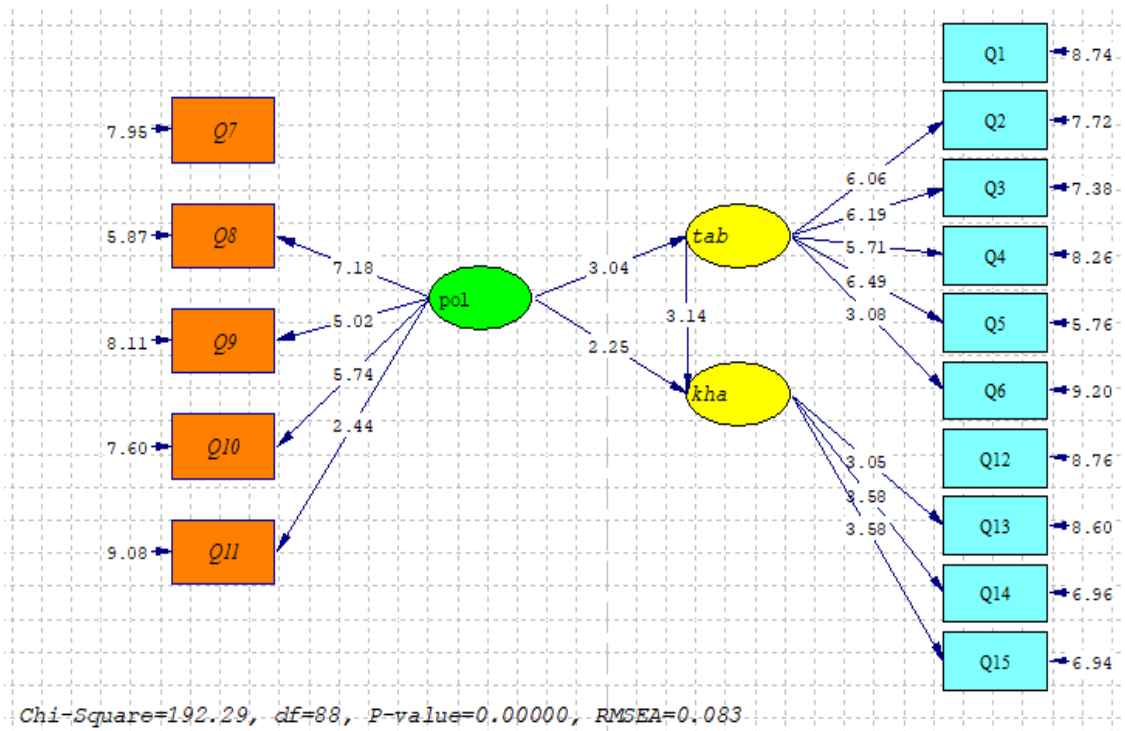 Q1
8.74
Q2
7.72
7.95
Q7
6.06
Q3
7.38
6.19
5.87
Q8
tab
5.71
Q4
8.26
7.18
3.04
6.49
pol
3.08
5.02
3.14
Q5
5.76
8.11
Q9
2.25
5.74
kha
Q6
9.20
2.44
7.60
Q10
3.05
Q12
8.76
3.58
3.58
Q13
8.60
9.08
Q11
Q14
6.96
Q15
6.94
Chi-Square=192.29, df=88, P-value=0.00000, RMSEA=0.083